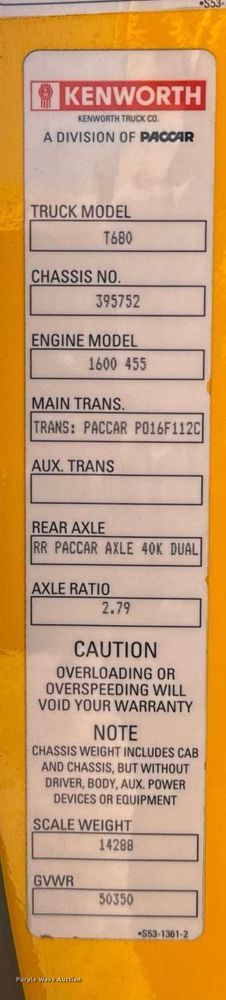 •S53-
KENWORTH
KENWORTH TRUCK CO.
A DIVISION OF PACCAR
TRUCK MODEL
T680
CHASSIS NO.
395752
ENGINE MODEL
1600 455
MAIN TRANS.
TRANS: PACCAR PO16F112C
AUX. TRANS
REAR AXLE
RR PACCAR AXLE 40K DUAL
AXLE RATIO
2.79
CAUTION
OVERLOADING OR
OVERSPEEDING WILL
VOID YOUR WARRANTY
NOTE
CHASSIS WEIGHT INCLUDES CAB
AND CHASSIS, BUT WITHOUT
DRIVER, BODY, AUX. POWER
DEVICES OR EQUIPMENT
SCALE WEIGHT
14288
GVWR
50350
•S53-1361-2
Purple Wave Auction